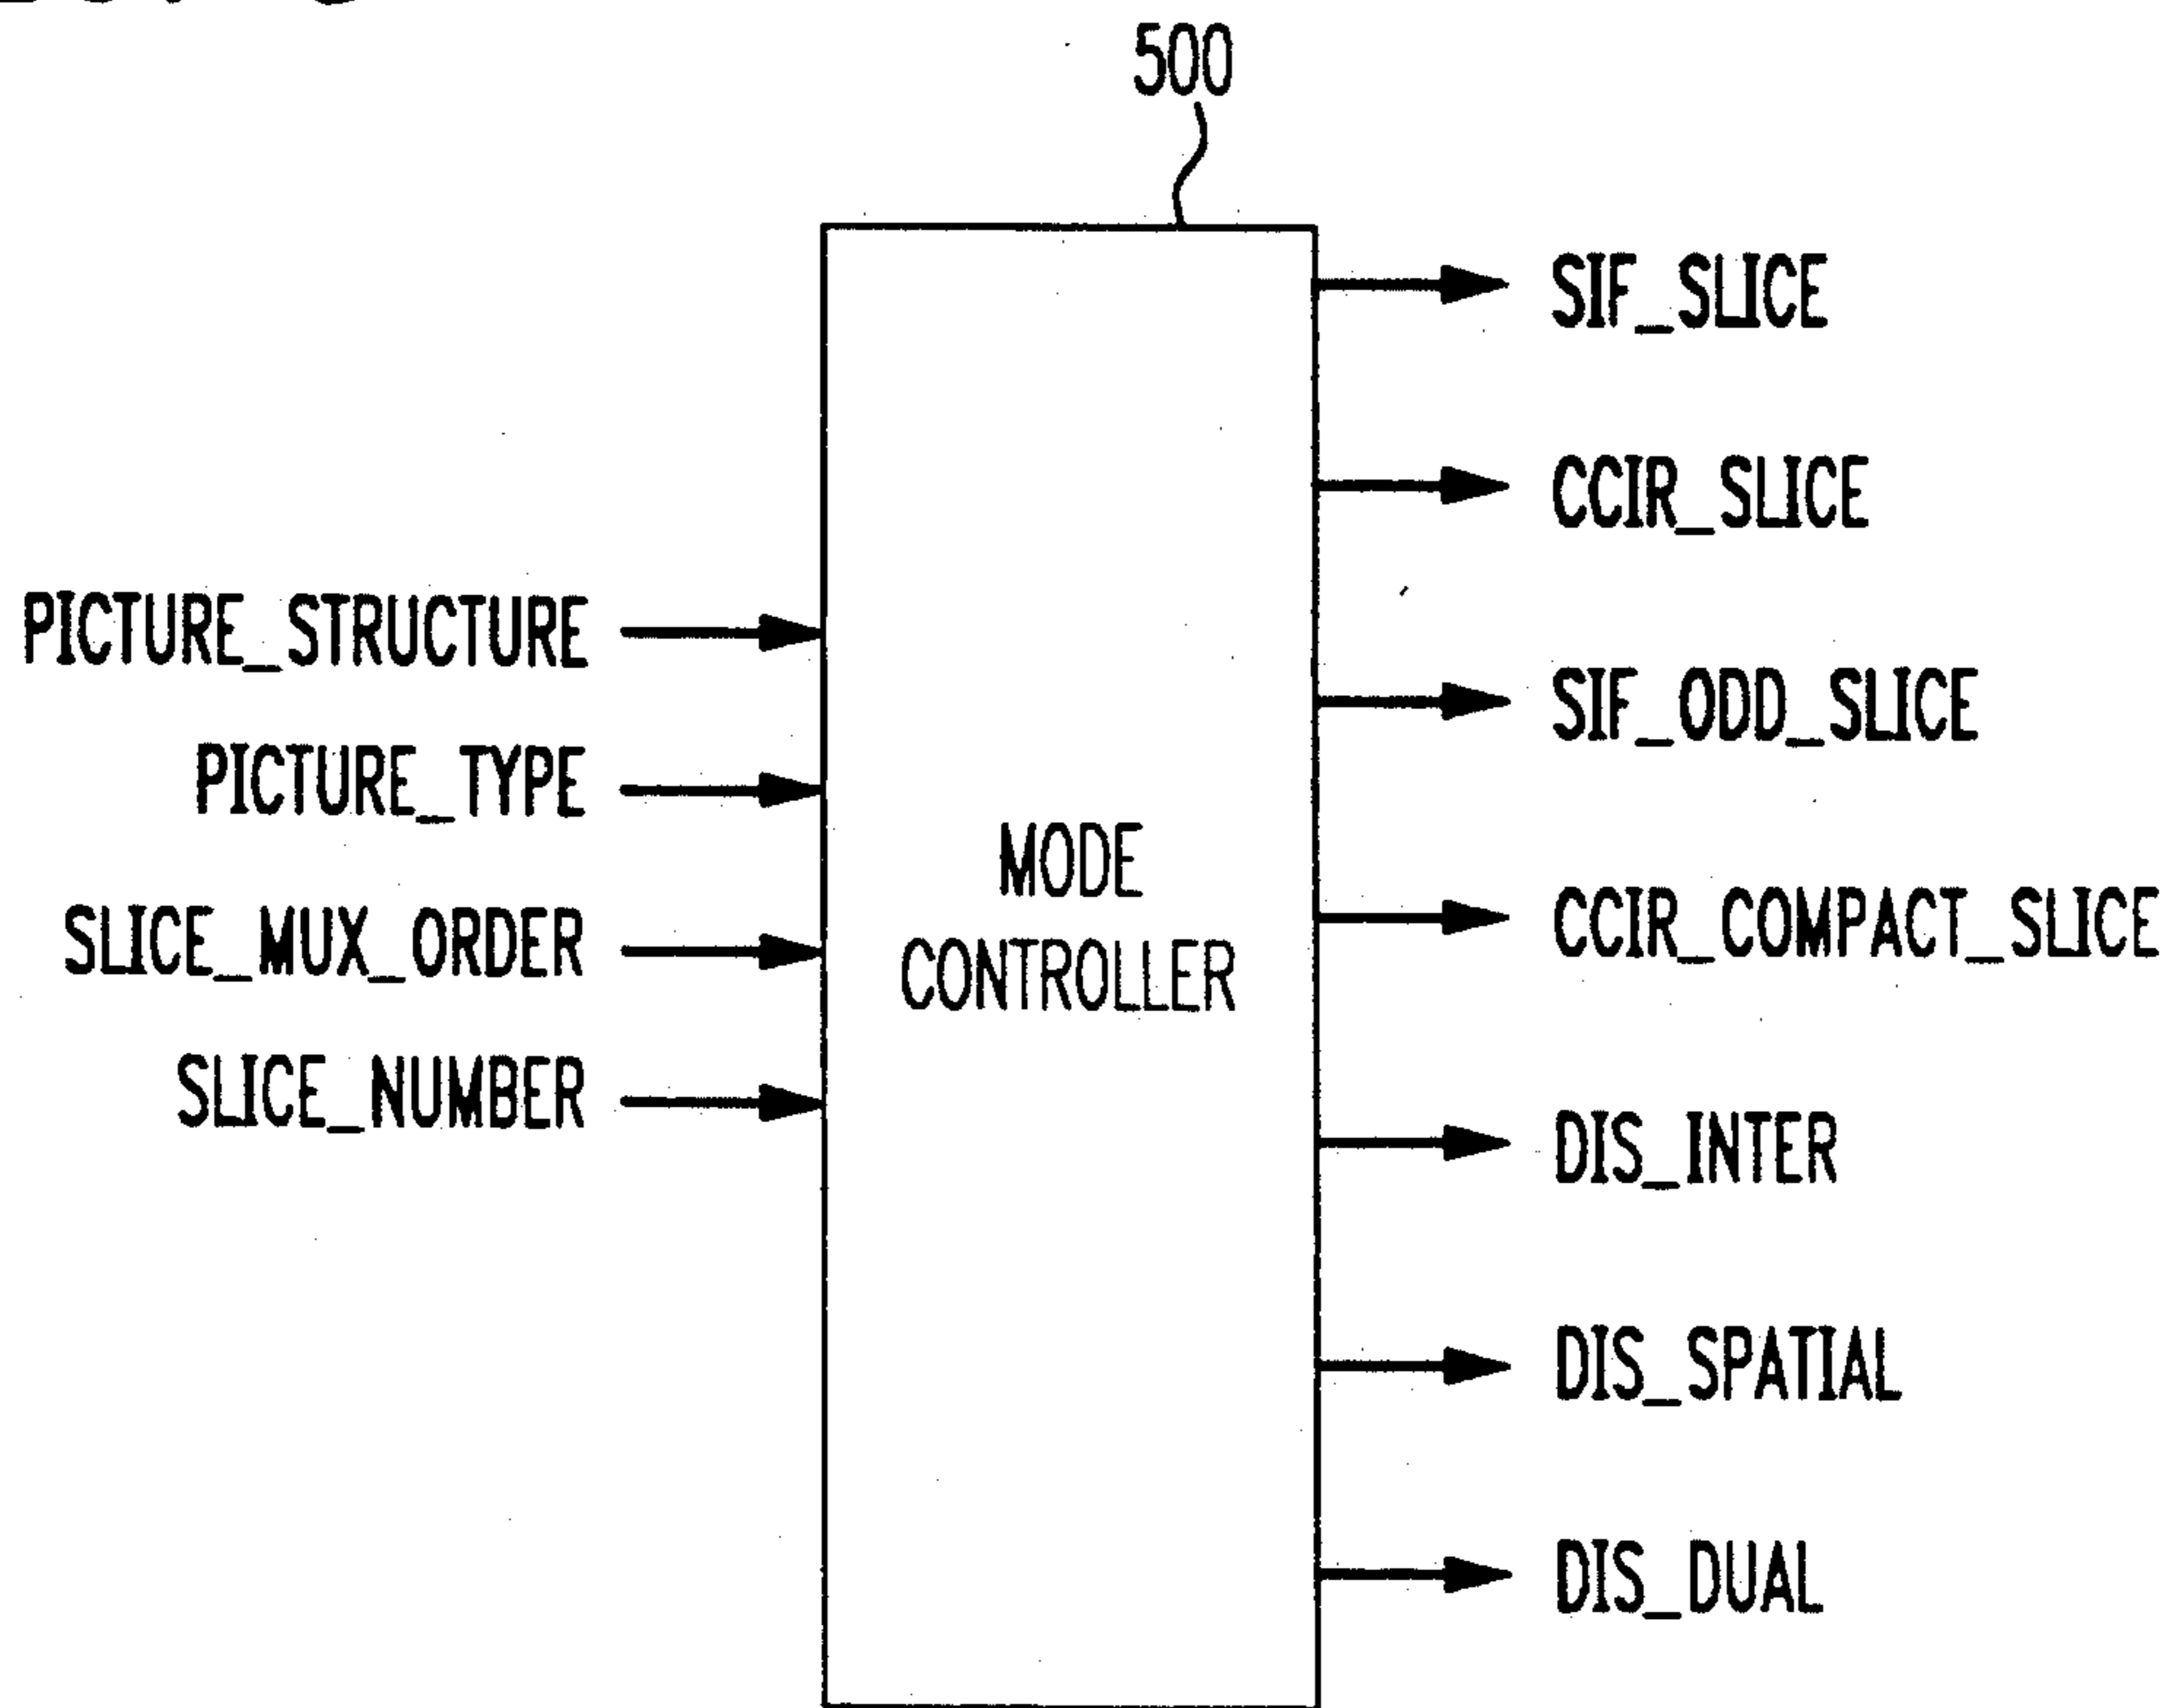 500
PICTURE_STRUCTURE
PICTURE_TYPE
SLICE_MUX_ORDER
SLICE_NUMBER
MODE
CONTROLLER
SIF_SLICE
CCIR_SLICE
SIF_ODD_SLICE
CCIR_COMPACT_SLICE
DIS_INTER
DIS_SPATIAL
DIS_DUAL